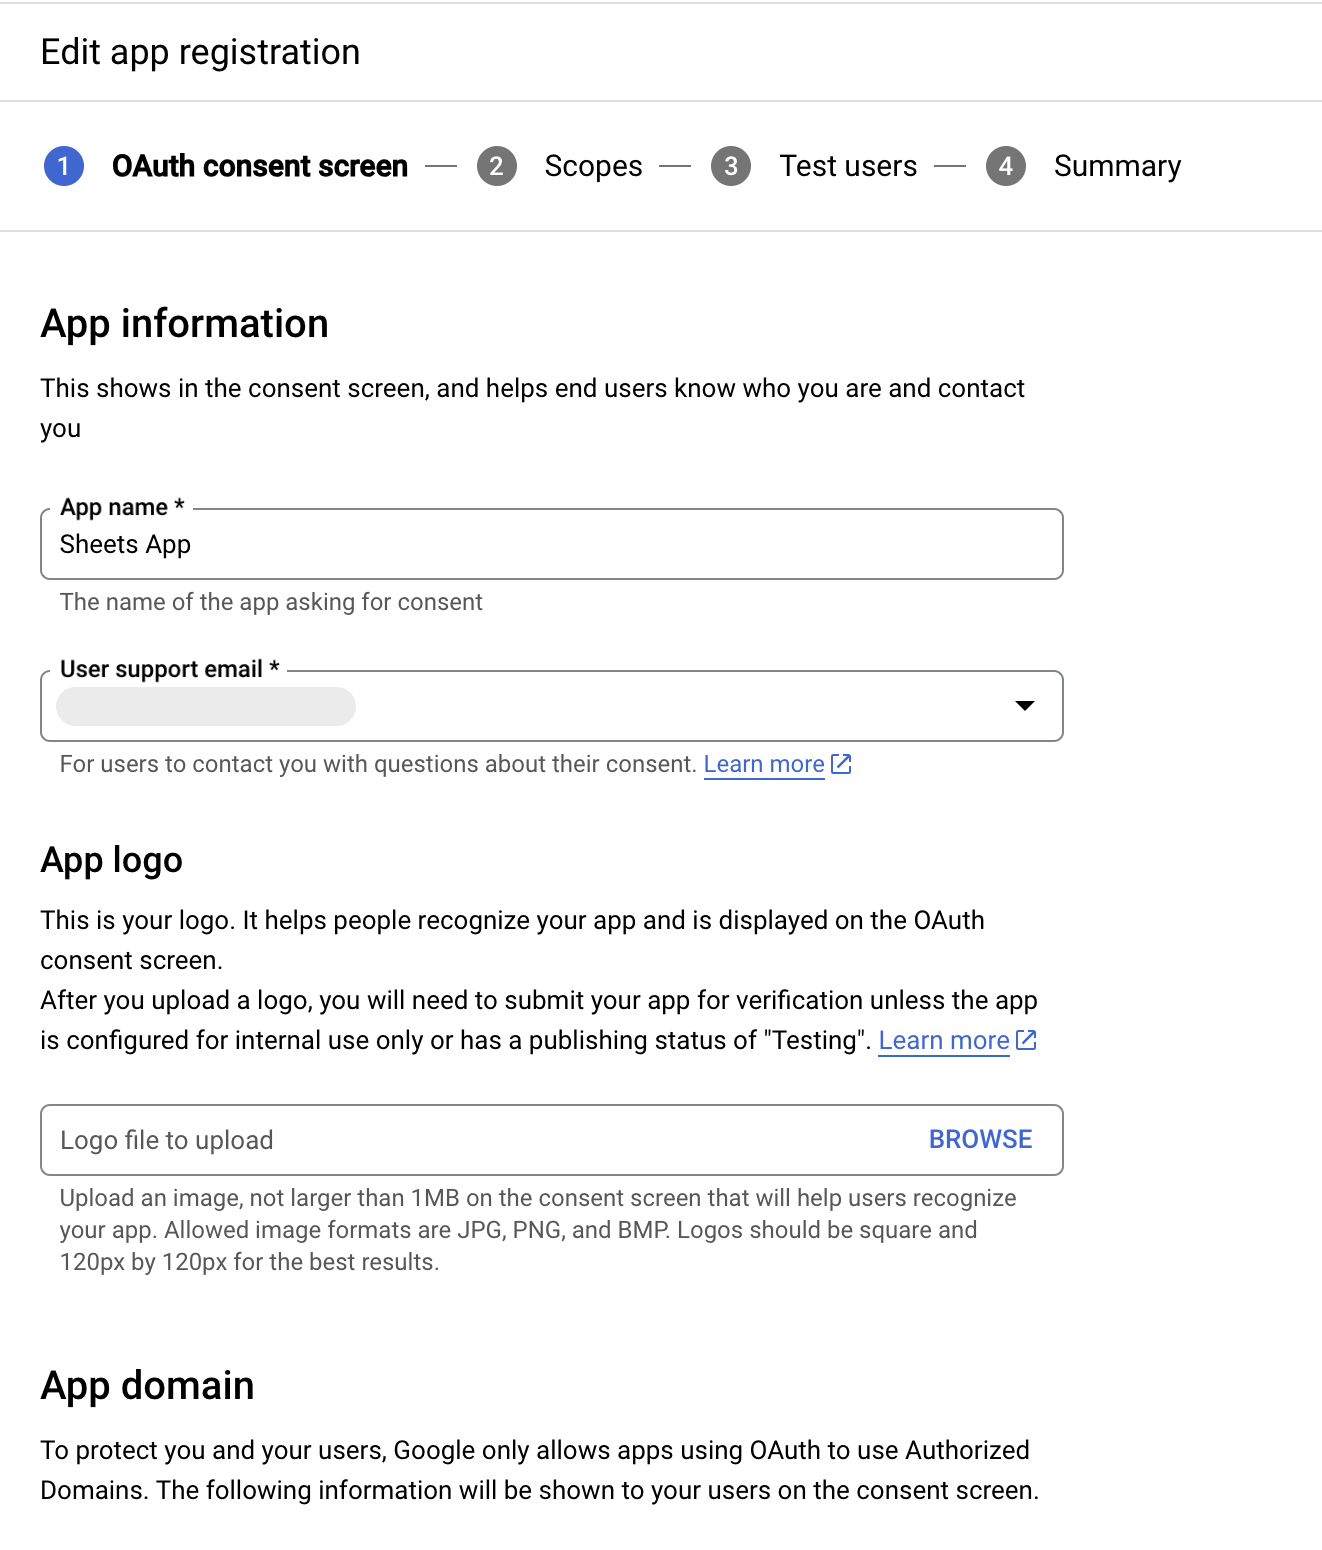 Edit app registration
1 OAuth consent screen 2 Scopes 3 Test users 4 Summary
App information
This shows in the consent screen, and helps end users know who you are and contact
you
App name *
Sheets App
The name of the app asking for consent
User support email *
For users to contact you with questions about their consent. Learn more
App logo
This is your logo. It helps people recognize your app and is displayed on the OAuth
consent screen.
After you upload a logo, you will need to submit your app for verification unless the app
is configured for internal use only or has a publishing status of "Testing". Learn more
Logo file to upload BROWSE
Upload an image, not larger than 1MB on the consent screen that will help users recognize
your app. Allowed image formats are JPG, PNG, and BMP. Logos should be square and
120px by 120px for the best results.
App domain
To protect you and your users, Google only allows apps using OAuth to use Authorized
Domains. The following information will be shown to your users on the consent screen.